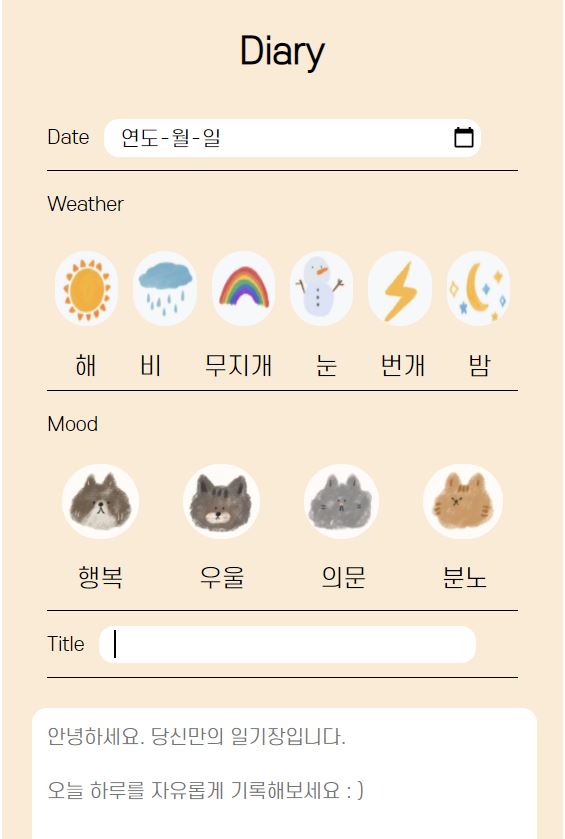 Diary
Date 연도-월-일
Weather
해 비 무지개 눈 번개 밤
Mood
행복 우울 의문 분노
Title
안녕하세요. 당신만의 일기장입니다.
오늘 하루를 자유롭게 기록해보세요 : )